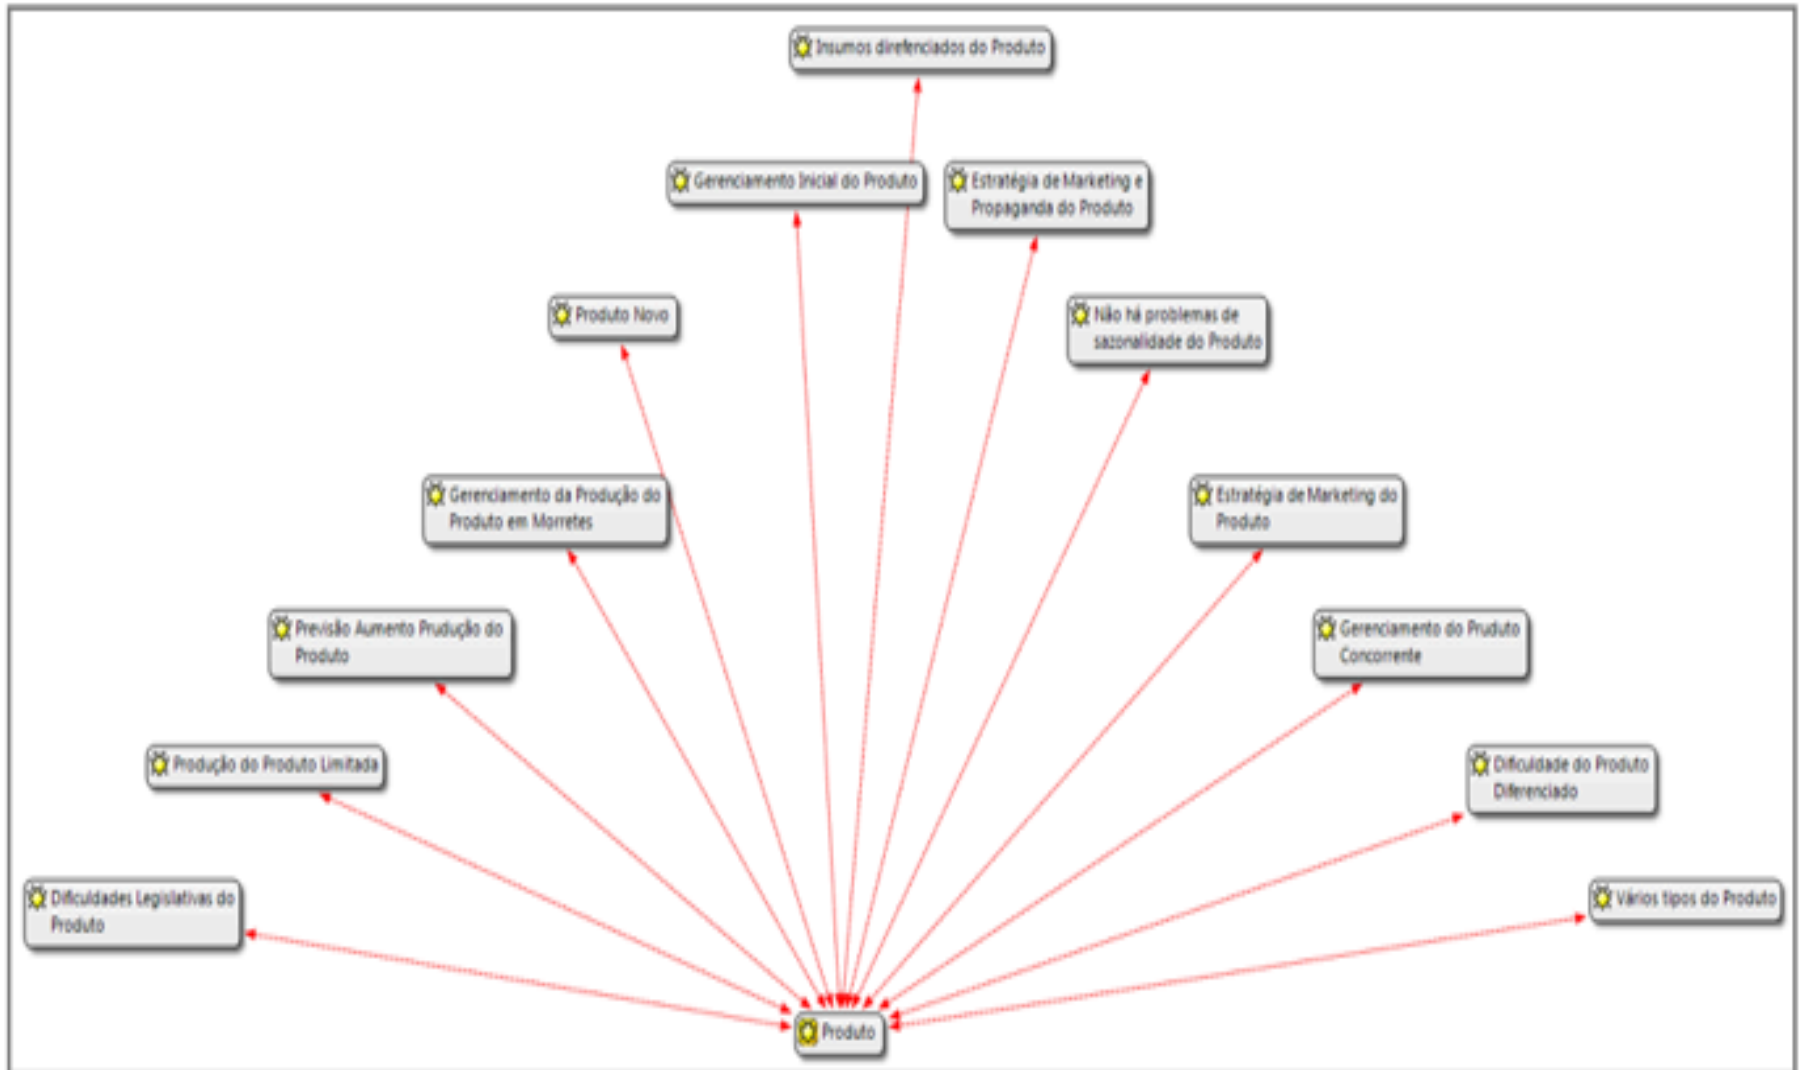 Insumos direfenciados do Produto
Gerenciamento Inicial do Produto
Estratégia de Marketing e
Propaganda do Produto
Produto Novo
Não há problemas de
sazonalidade do Produto
Gerenciamento da Produção do
Produto em Morretes
Estratégia de Marketing do
Produto
Previsão Aumento Prudução do
Produto
Gerenciamento do Pruduto
Concorrente
Produção do Produto Limitada
Dificuldade do Produto
Diferenciado
Dificuldades Legislativas do
Produto
Vários tipos do Produto
Produto